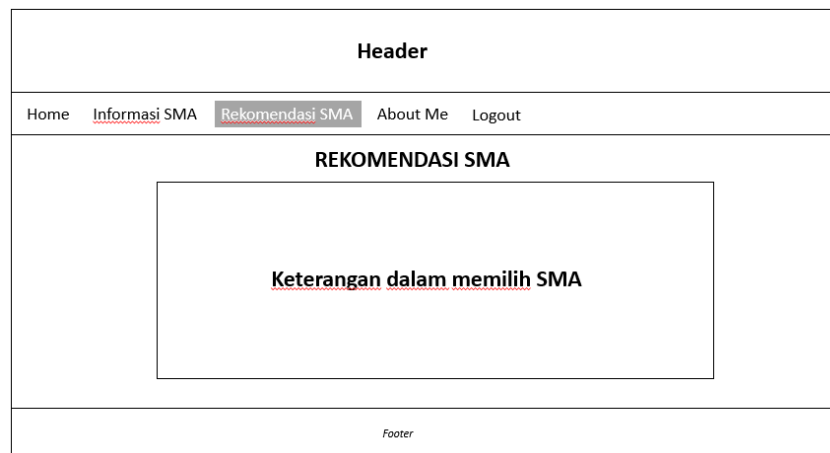 Header
Home Informasi SMA Rekomendasi SMA About Me Logout
REKOMENDASI SMA
Keterangan dalam memilih SMA
Footer